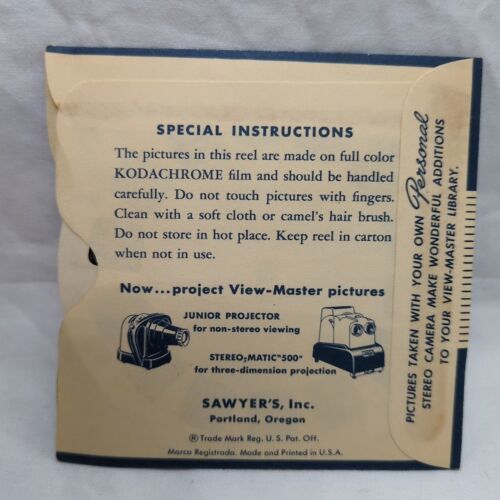 SPECIAL INSTRUCTIONS
The pictures in this reel are made on full color
KODACHROME film and should be handled
carefully. Do not touch pictures with fingers.
Clean with a soft cloth or camel's hair brush.
Do not store in hot place. Keep reel in carton
when not in use.
Now...project View-Master pictures
JUNIOR PROJECTOR
for non-stereo viewing
STEREO-MATIC "500"
for three-dimension projection
SAWYER'S, Inc.
Portland, Oregon
® Trade Mark Reg. U. S. Pat. Off.
Marca Registrada. Made and Printed in U.S.A.
PICTURES TAKEN WITH YOUR OWN Personal
STEREO CAMERA MAKE WONDERFUL ADDITIONS
TO YOUR VIEW-MASTER LIBRARY.